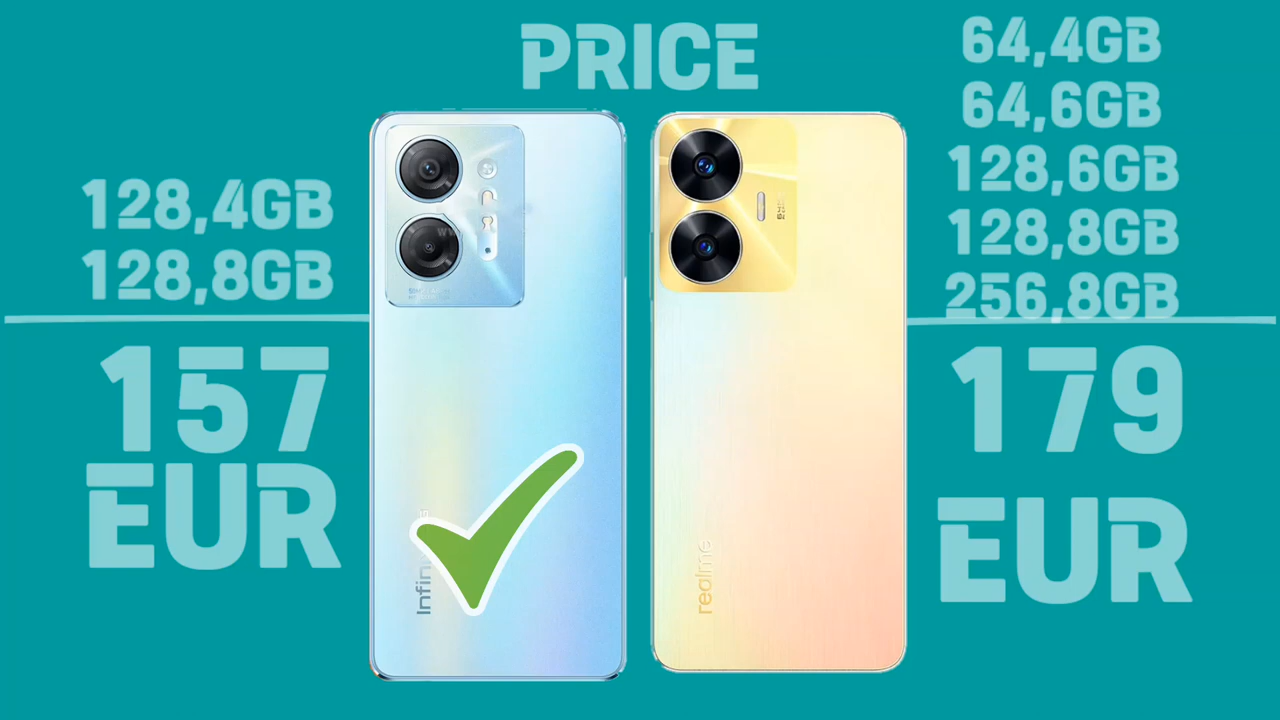 PRICE
128,4GB
128,8GB
157
EUR
64,4GB
64,6GB
128,6GB
128,8GB
256,8GB
179
EUR
Infin
realme